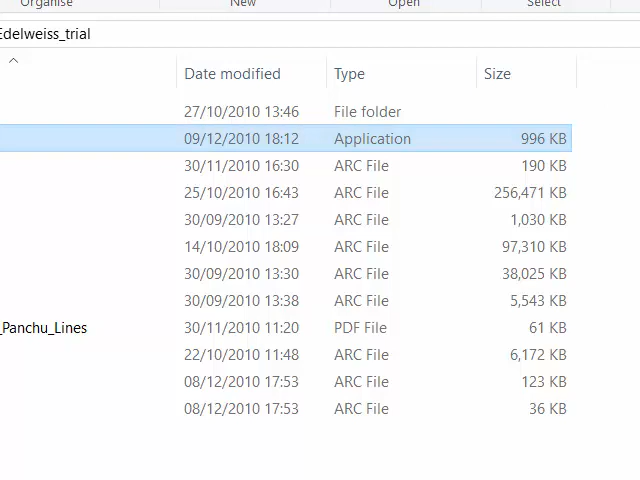 Organise New Open Select
Edelweiss_trial
Date modified Type Size
27/10/2010 13:46 File folder
09/12/2010 18:12 Application 996 KB
30/11/2010 16:30 ARC File 190 KB
25/10/2010 16:43 ARC File 256,471 KB
30/09/2010 13:27 ARC File 1,030 KB
14/10/2010 18:09 ARC File 97,310 KB
30/09/2010 13:30 ARC File 38,025 KB
30/09/2010 13:38 ARC File 5,543 KB
_Panchu_Lines 30/11/2010 11:20 PDF File 61 KB
22/10/2010 11:48 ARC File 6,172 KB
08/12/2010 17:53 ARC File 123 KB
08/12/2010 17:53 ARC File 36 KB